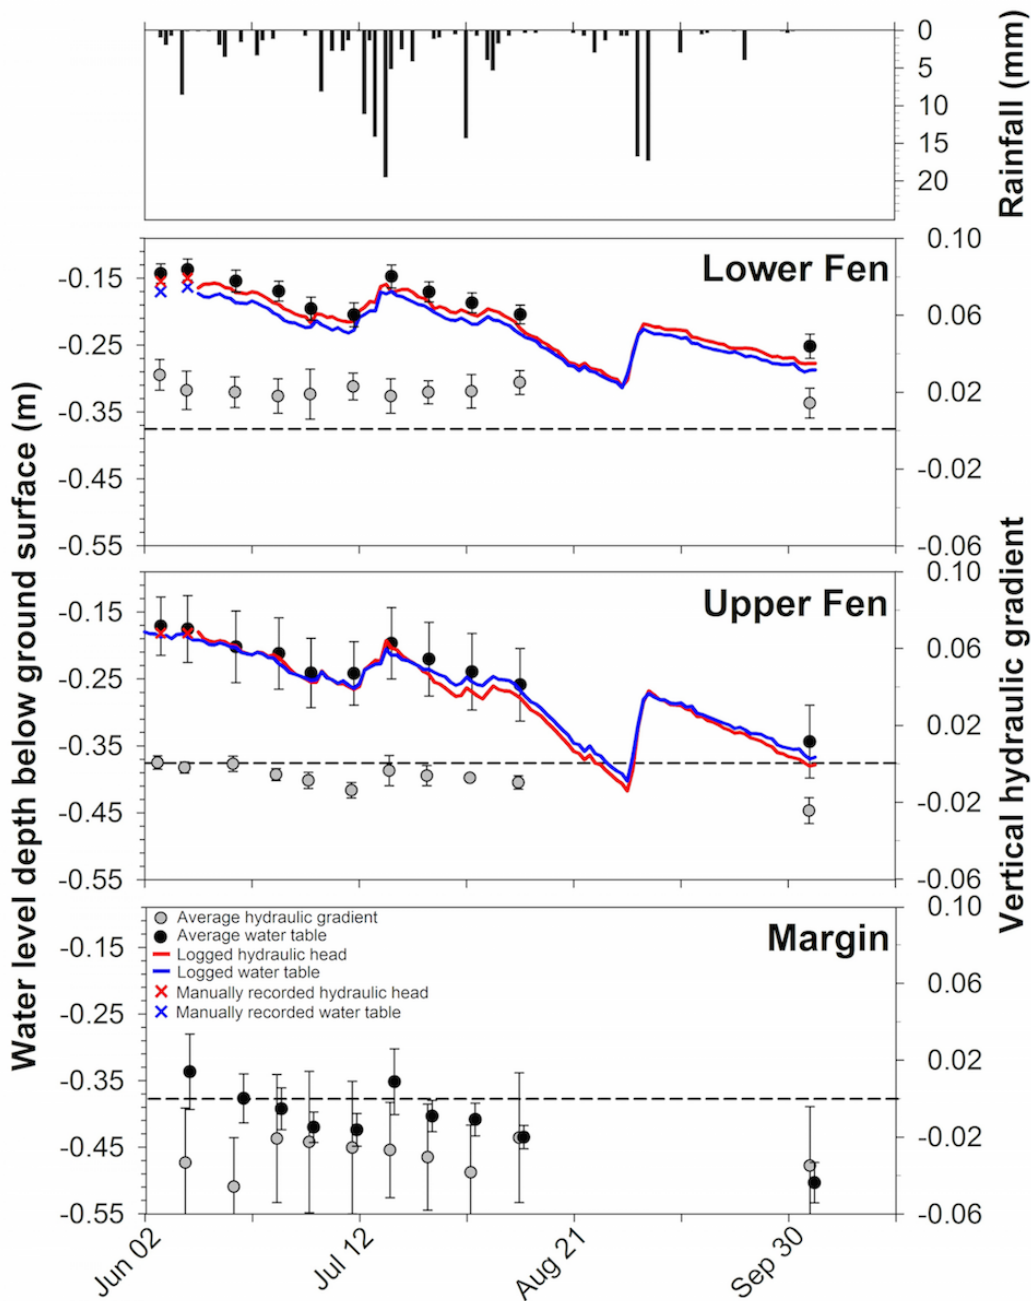 0
5
10
15
20
Rainfall (mm)
Lower Fen
-0.15
-0.25
-0.35
-0.45
-0.55
0.10
0.06
0.02
-0.02
-0.06
Upper Fen
-0.15
-0.25
-0.35
-0.45
-0.55
0.10
0.06
0.02
-0.02
-0.06
Water level depth below ground surface (m)
Vertical hydraulic gradient
Margin
Average hydraulic gradient
Average water table
Logged hydraulic head
Logged water table
Manually recorded hydraulic head
Manually recorded water table
-0.15
-0.25
-0.35
-0.45
-0.55
0.10
0.06
0.02
-0.02
-0.06
Jun 02
Jul 12
Aug 21
Sep 30